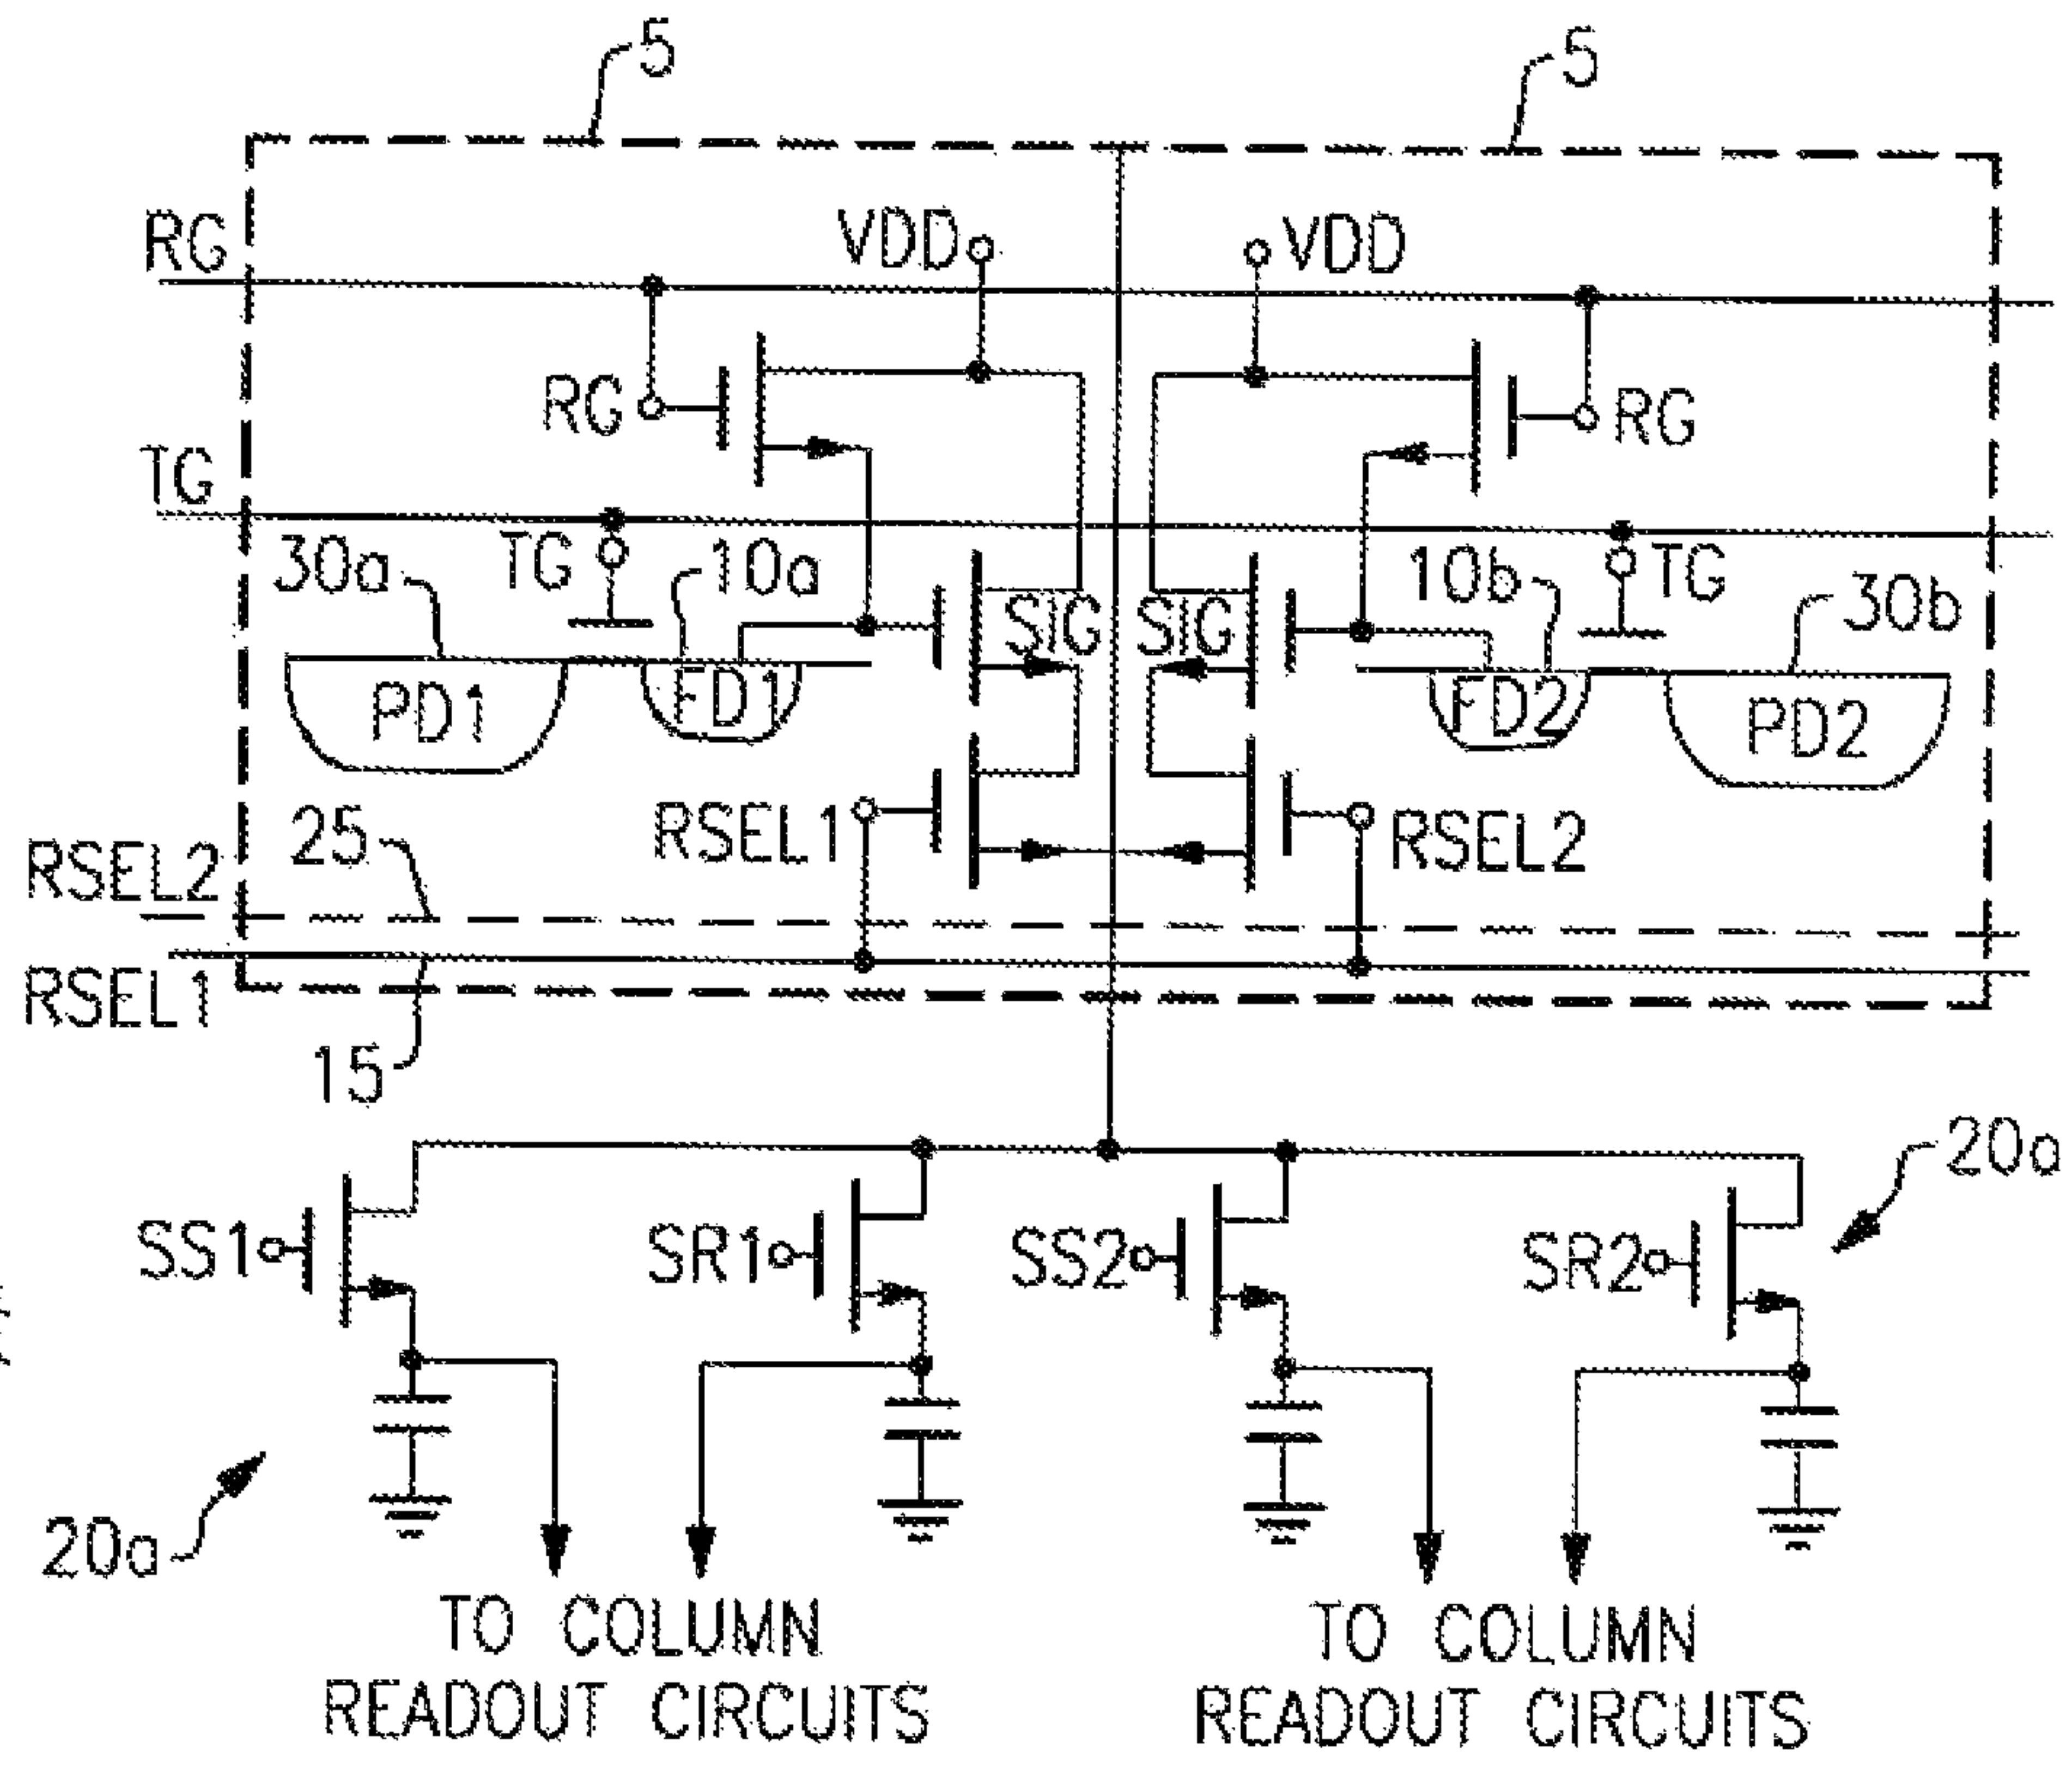 5 5
RG VDD VDD
RG RG
TG
30a TG 10a 10b TG 30b
SIG SIG
PD1 FD1 FD2 PD2
RSEL1 RSEL2
RSEL2 25
RSEL1
15
20a
SS1 SR1 SS2 SR2
20a
TO COLUMN TO COLUMN
READOUT CIRCUITS READOUT CIRCUITS